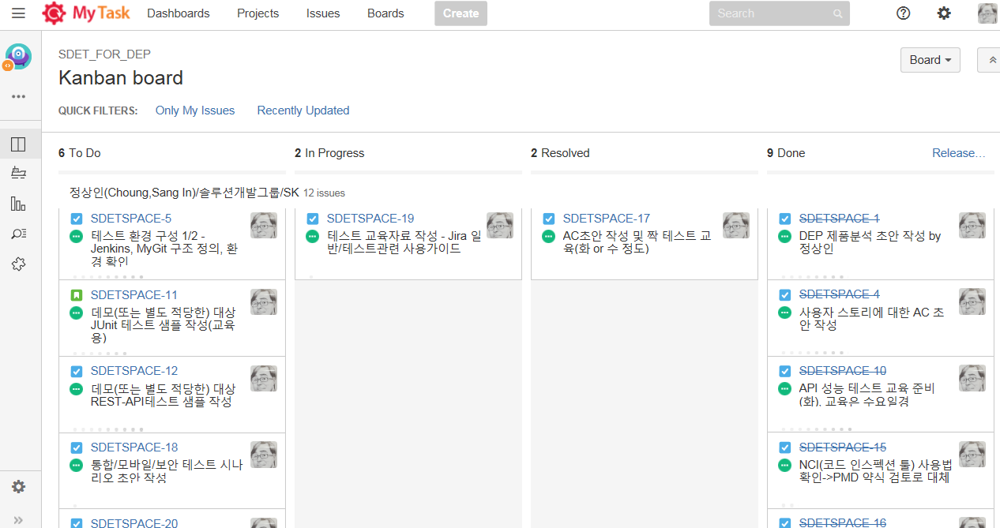 MyTask Dashboards Projects Issues Boards Create Search
SDET_FOR_DEP
Kanban board
Board
QUICK FILTERS: Only My Issues Recently Updated
6 To Do
2 In Progress
2 Resolved
9 Done Release…
정상인(Choung,Sang In)/솔루션개발그룹/SK 12 issues
SDETSPACE-5
테스트 환경 구성 1/2 -
Jenkins, MyGit 구조 정의, 환
경 확인
SDETSPACE-11
데모(또는 별도 적당한) 대상
JUnit 테스트 샘플 작성(교육
용)
SDETSPACE-12
데모(또는 별도 적당한) 대상
REST-API테스트 샘플 작성
SDETSPACE-18
통합/모바일/보안 테스트 시나
리오 초안 작성
SDETSPACE-20
SDETSPACE-19
테스트 교육자료 작성 - Jira 일
반/테스트관련 사용가이드
SDETSPACE-17
AC초안 작성 및 짝 테스트 교
육(화 or 수 정도)
SDETSPACE-1
DEP 제품분석 초안 작성 by
정상인
SDETSPACE-4
사용자 스토리에 대한 AC 초
안 작성
SDETSPACE-10
API 성능 테스트 교육 준비
(화), 교육은 수요일경
SDETSPACE-15
NCI(코드 인스펙션 툴) 사용법
확인->PMD 약식 검토로 대체
SDETSPACE-16